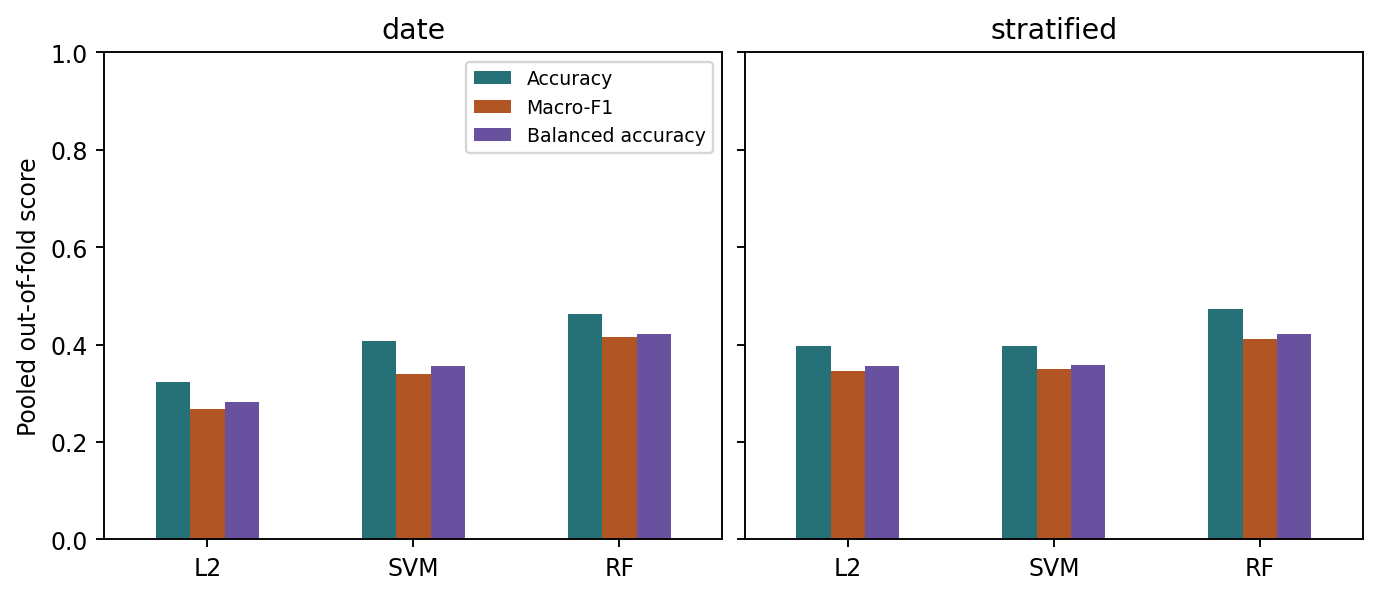 date
stratified
Pooled out-of-fold score
1.0
0.8
0.6
0.4
0.2
0.0
Accuracy
Macro-F1
Balanced accuracy
L2 SVM RF
L2 SVM RF